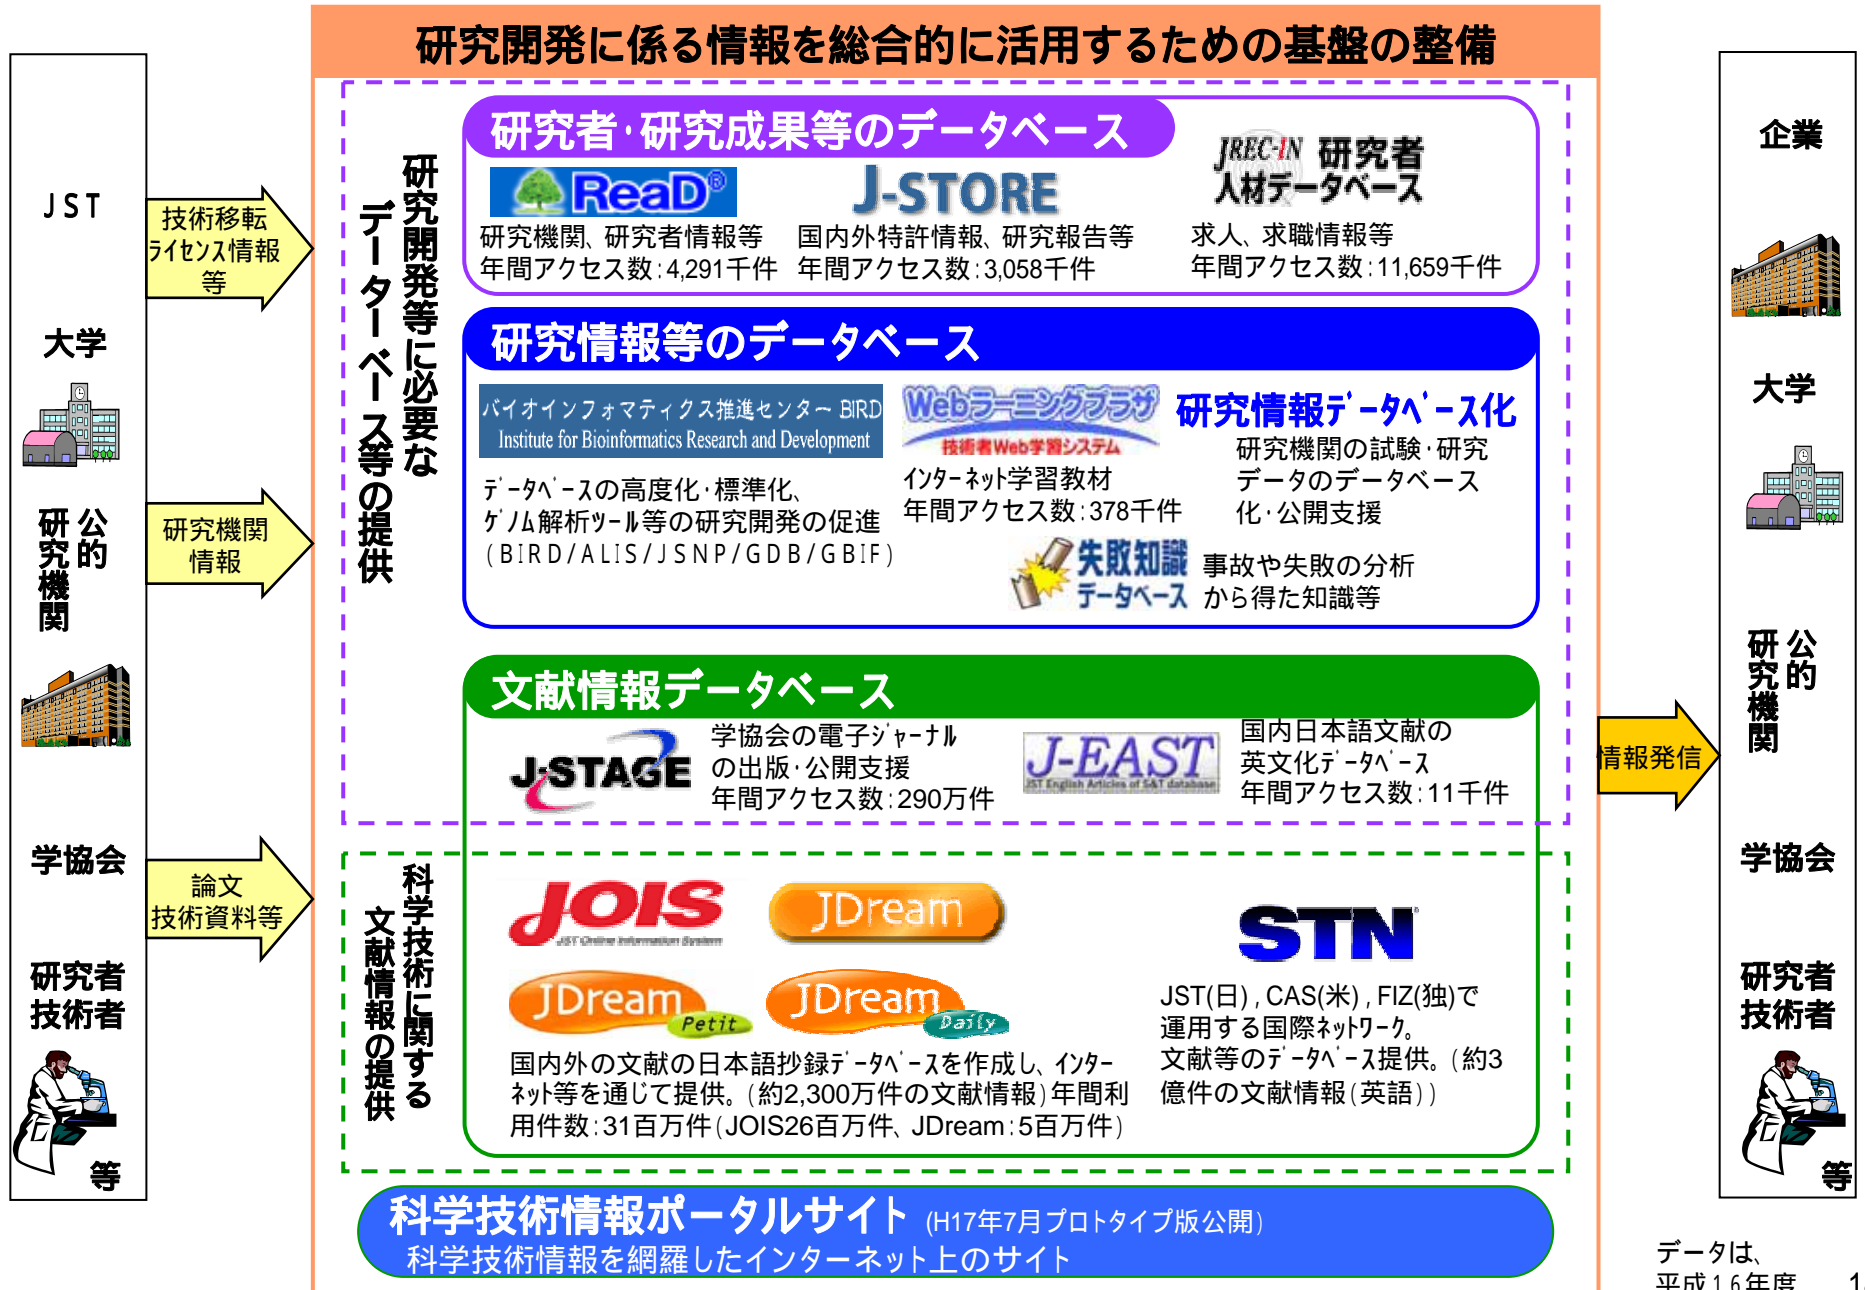 研究開発に係る情報を総合的に活用するための基盤の整備
JST
大学
公的
研究機関
学協会
研究者
技術者
等
技術移転
ライセンス情報
等
研究機関
情報
論文
技術資料等
研究開発等に必要な
データーベース等の提供
研究者・研究成果等のデータベース
ReaD®
研究機関、研究者情報等
年間アクセス数:4,291千件
J-STORE
国内外特許情報、研究報告等
年間アクセス数:3,058千件
JREC-IN 研究者
人材データベース
求人、求職情報等
年間アクセス数:11,659千件
研究情報等のデータベース
バイオインフォマティクス推進センター BIRD
Institute for Bioinformatics Research and Development
データベースの高度化・標準化、
ゲノム解析ツール等の研究開発の促進
(BIRD/ALIS/JSNP/GDB/GBIF)
Webラーニングプラザ
技術者Web学習システム
インターネット学習教材
年間アクセス数:378千件
研究情報データベース化
研究機関の試験・研究
データのデータベース
化・公開支援
失敗知識
データベース
事故や失敗の分析
から得た知識等
文献情報データベース
J-STAGE
学協会の電子ジャーナル
の出版・公開支援
年間アクセス数:290万件
J-EAST
JST English Articles of S&T database
国内日本語文献の
英文化データベース
年間アクセス数:11千件
科学技術に関する
文献情報の提供
JOIS
JST Online Information System
JDream
JDream Petit
JDream Daily
国内外の文献の日本語抄録データベースを作成し、インター
ネット等を通じて提供。(約2,300万件の文献情報)年間利
用件数:31百万件(JOIS26百万件、JDream:5百万件)
STN
JST(日),CAS(米),FIZ(独)で
運用する国際ネットワーク。
文献等のデータベース提供。(約3
億件の文献情報(英語))
科学技術情報ポータルサイト (H17年7月プロトタイプ版公開)
科学技術情報を網羅したインターネット上のサイト
情報発信
企業
大学
公的
研究機関
学協会
研究者
技術者
等
データは、
平成16年度